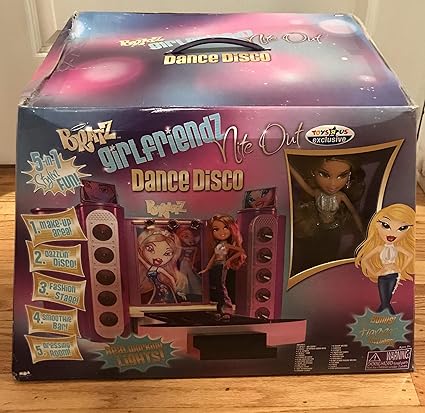 BRATZ girlFriendz Nite Out
DANCE DISCO
BRATZ
girlFriendz
Nite Out
DANCE DISCO
TOYS R US
exclusive
5-in-1
FUN!
BRATZ
1. MAKE-UP AREA!
2. DAZZLIN' DISCO!
3. FASHION STAGE!
4. SMOOTHIE BAR!
5. DRESSING ROOM!
REAL WORKING LIGHTS!
WARNING